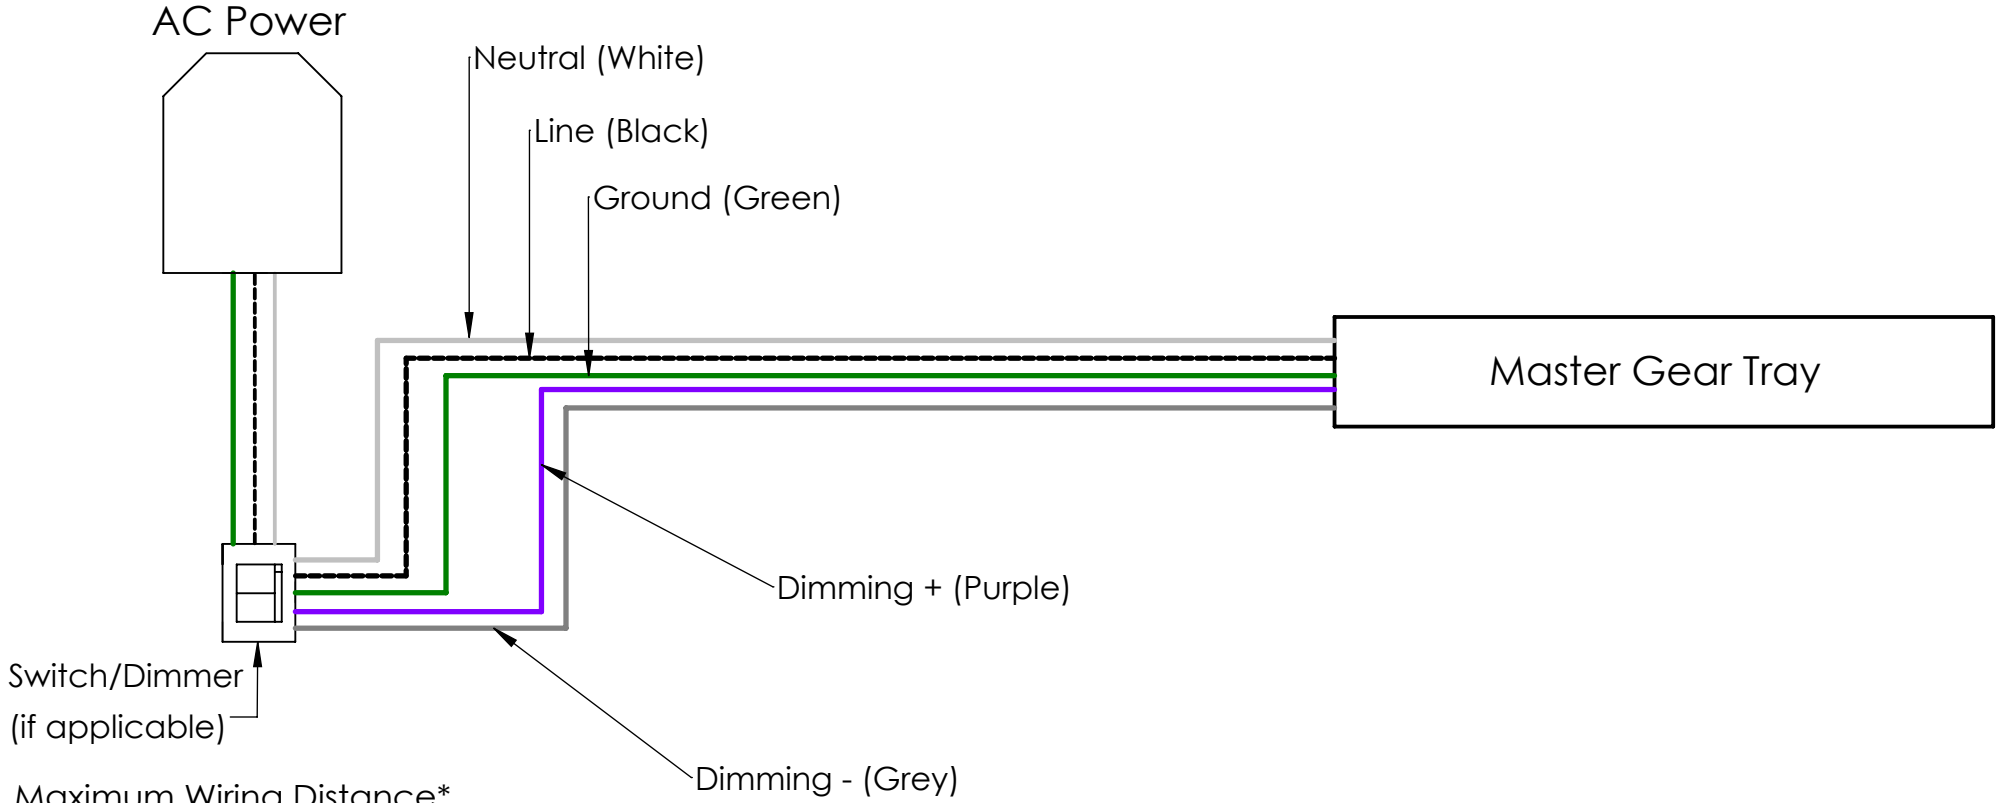 AC Power
Neutral (White)
Line (Black)
Ground (Green)
Master Gear Tray
Dimming + (Purple)
Switch/Dimmer
(if applicable)
Dimming - (Grey)
Maximum Wiring Distance*